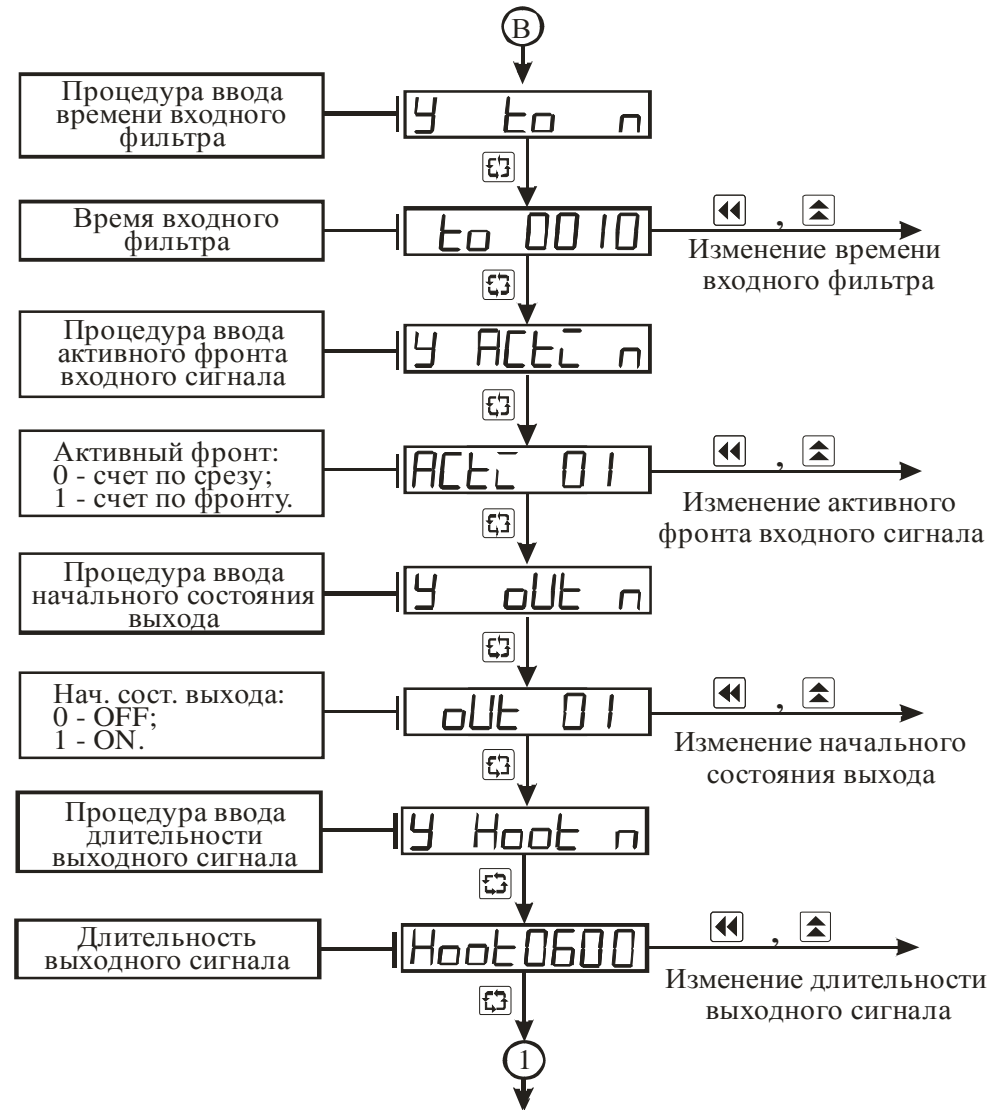 В
Процедура ввода
времени входного
фильтра
У to n
Время входного
фильтра
to 0010
,
Изменение времени
входного фильтра
Процедура ввода
активного фронта
входного сигнала
У ACti n
Активный фронт:
0 - счет по срезу;
1 - счет по фронту.
ACti 01
,
Изменение активного
фронта входного сигнала
Процедура ввода
начального состояния
выхода
У oUt n
Нач. сост. выхода:
0 - OFF;
1 - ON.
oUt 01
,
Изменение начального
состояния выхода
Процедура ввода
длительности
выходного сигнала
У Hoot n
Длительность
выходного сигнала
Hoot0600
,
Изменение длительности
выходного сигнала
1